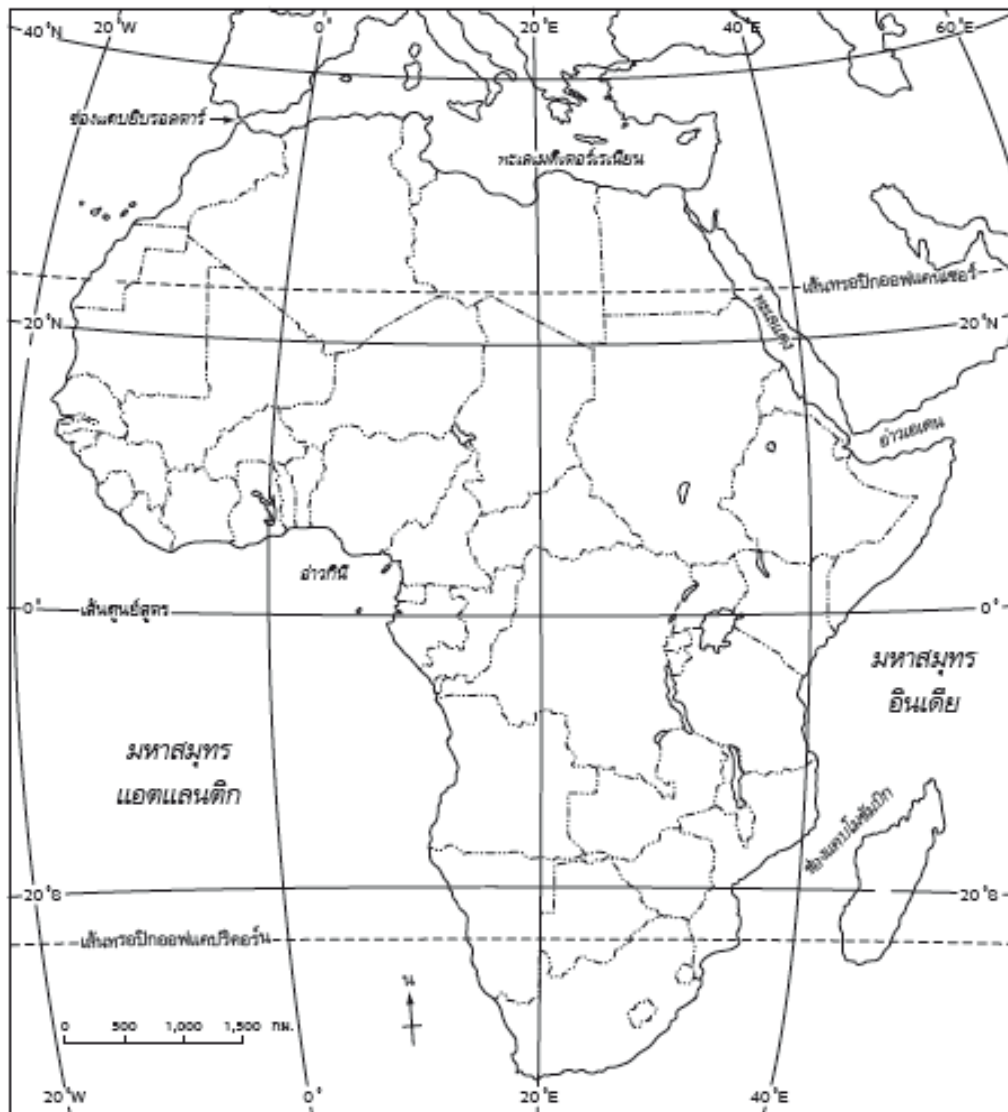 40°N 20°W 0° 20°E 40°E 60°E
ช่องแคบยิบรอลตาร์
ทะเลเมดิเตอร์เรเนียน
เส้นทรอปิกออฟแคนเซอร์
20°N 20°N
ทะเลแดง
อ่าวเอเดน
อ่าวกินี
0° เส้นศูนย์สูตร 0°
มหาสมุทร
อินเดีย
มหาสมุทร
แอตแลนติก
ช่องแคบโมซัมบิก
20°S 20°S
เส้นทรอปิกออฟแคปริคอร์น
น
0 500 1,000 1,500 กม.
20°W 0° 20°E 40°E